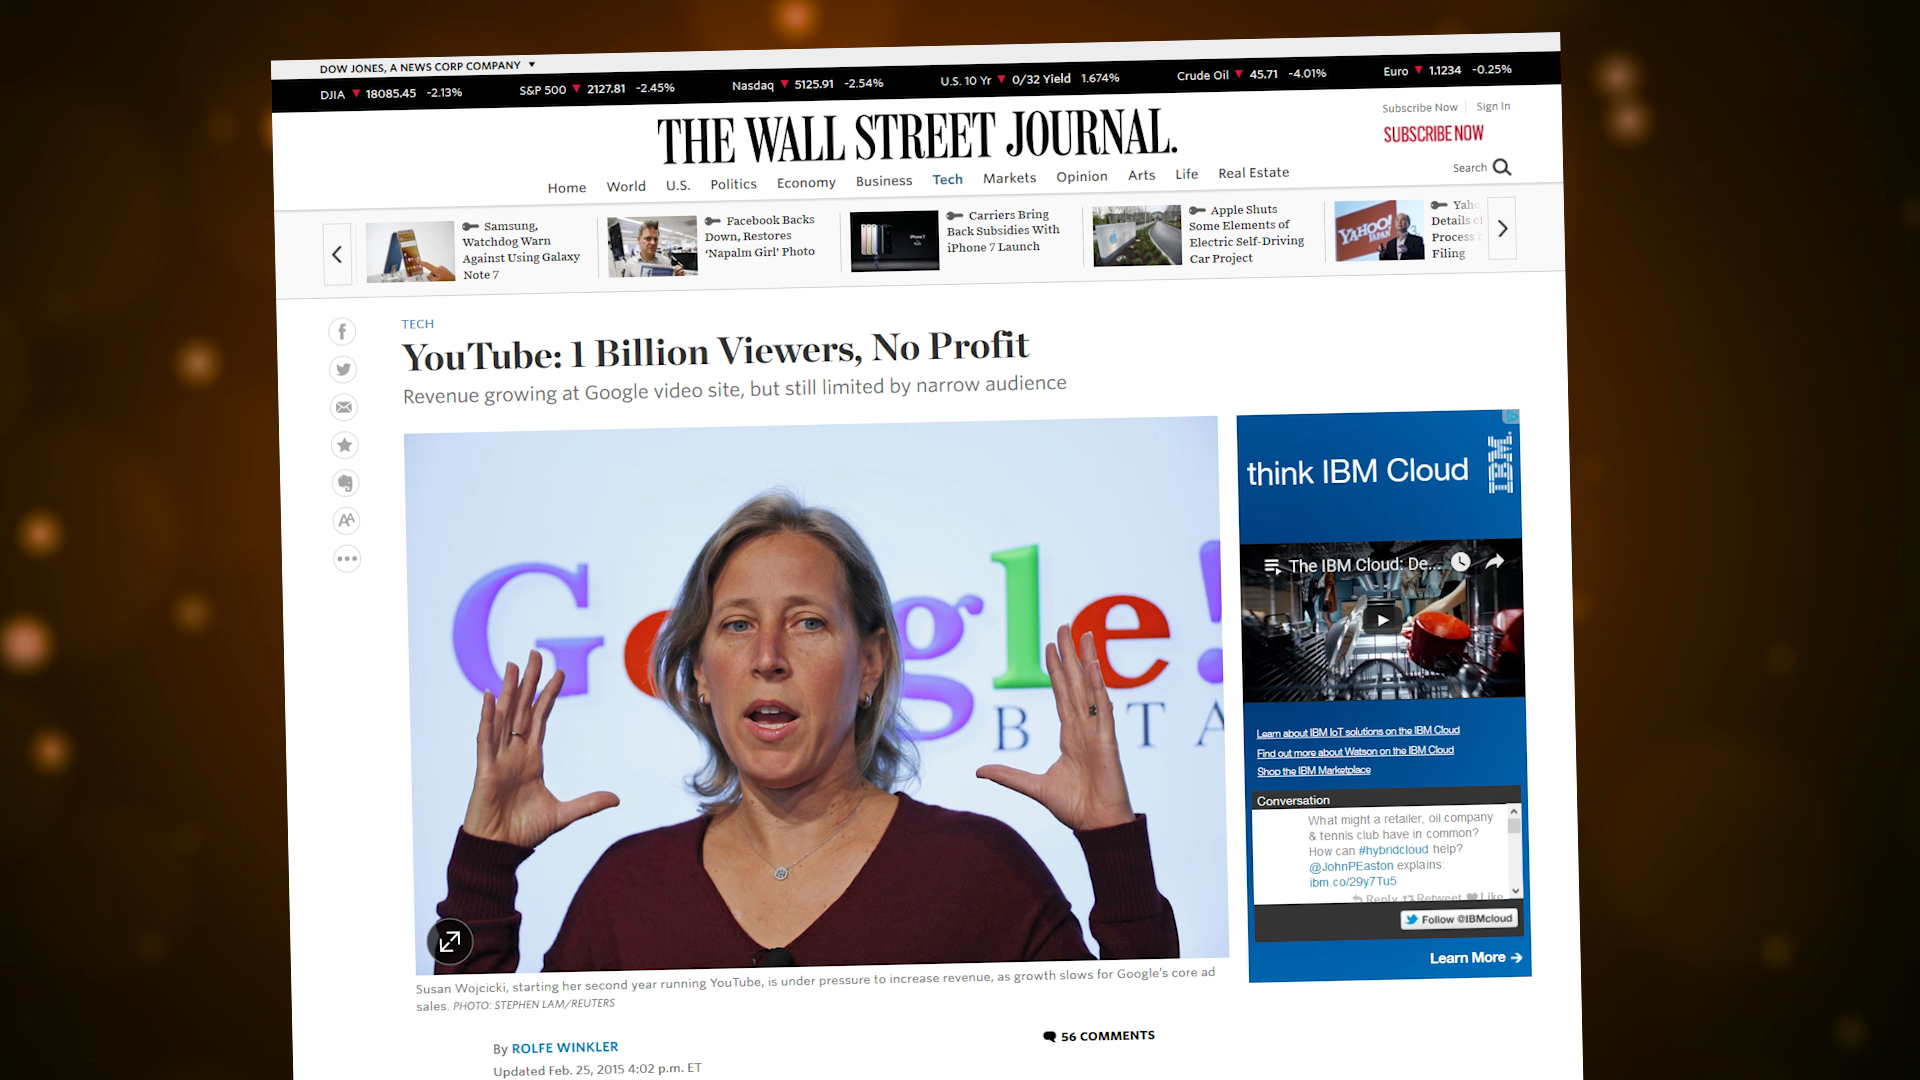 DOW JONES, A NEWS CORP COMPANY
DJIA 18085.45 -2.13% S&P 500 2127.81 -2.45% Nasdaq 5125.91 -2.54% U.S. 10 Yr 0/32 Yield 1.674% Crude Oil 45.71 -4.01% Euro 1.1234 -0.25%
Subscribe Now | Sign In
SUBSCRIBE NOW
THE WALL STREET JOURNAL.
Search
Home World U.S. Politics Economy Business Tech Markets Opinion Arts Life Real Estate
Samsung,
Watchdog Warn
Against Using Galaxy
Note 7
Facebook Backs
Down, Restores
‘Napalm Girl’ Photo
Carriers Bring
Back Subsidies With
iPhone 7 Launch
iPhone 7
Apple Shuts
Some Elements of
Electric Self-Driving
Car Project
YAHOO!
JAPAN
Details
Process
Filing
TECH
YouTube: 1 Billion Viewers, No Profit
Revenue growing at Google video site, but still limited by narrow audience
AA
think IBM Cloud
IBM.
The IBM Cloud: De...
Learn about IBM IoT solutions on the IBM Cloud
Find out more about Watson on the IBM Cloud
Shop the IBM Marketplace
Conversation
What might a retailer, oil company
& tennis club have in common?
How can #hybridcloud help?
@JohnPEaston explains:
ibm.co/29y7Tu5
Reply Retweet Like
Follow @IBMcloud
Learn More
Susan Wojcicki, starting her second year running YouTube, is under pressure to increase revenue, as growth slows for Google’s core ad
sales. PHOTO: STEPHEN LAM/REUTERS
By ROLFE WINKLER
56 COMMENTS
Updated Feb. 25, 2015 4:02 p.m. ET